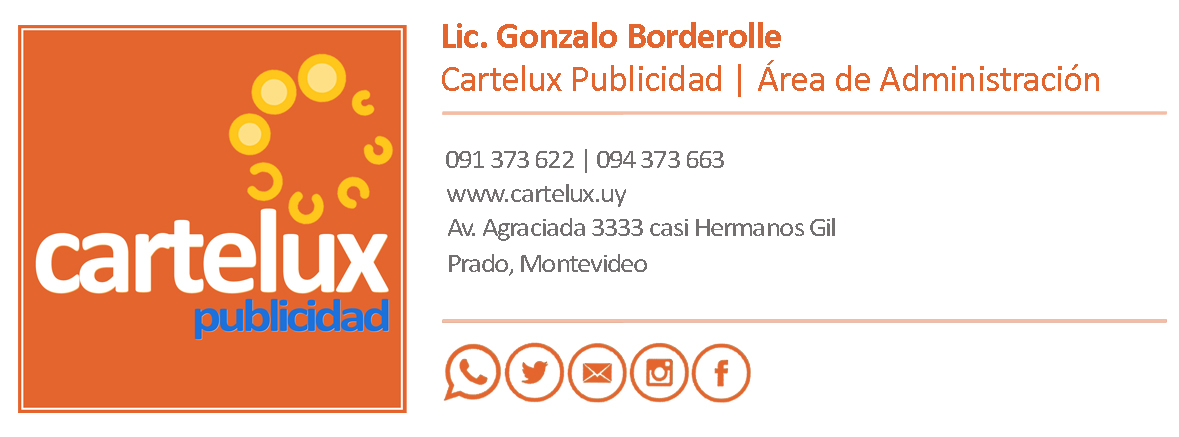 cartelux
publicidad
Lic. Gonzalo Borderolle
Cartelux Publicidad | Área de Administración
091 373 622 | 094 373 663
www.cartelux.uy
Av. Agraciada 3333 casi Hermanos Gil
Prado, Montevideo